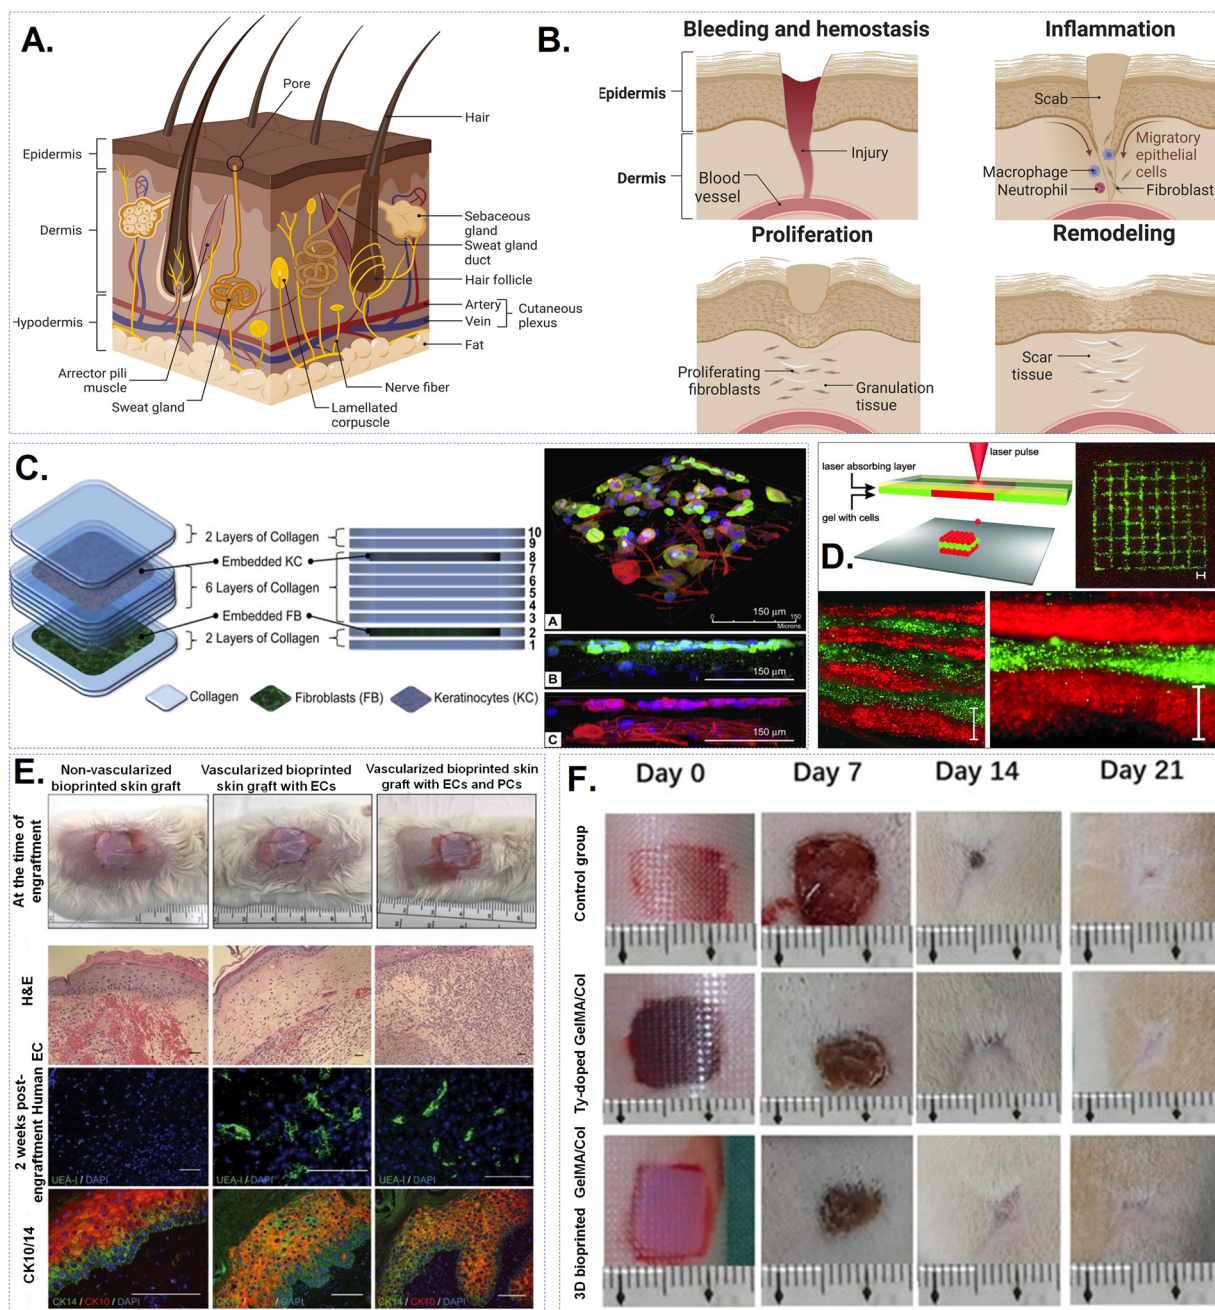 A.
Pore
Hair
Epidermis
Dermis
Sebaceous
gland
Sweat gland
duct
Hair follicle
Artery
Vein
Cutaneous
plexus
Hypodermis
Fat
Arrector pili
muscle
Sweat gland
Nerve fiber
Lamellated
corpuscle
B.
Bleeding and hemostasis
Epidermis
Dermis
Injury
Blood
vessel
Inflammation
Scab
Migratory
epithelial
cells
Macrophage
Neutrophil
Fibroblast
Proliferation
Proliferating
fibroblasts
Granulation
tissue
Remodeling
Scar
tissue
C.
2 Layers of Collagen
Embedded KC
6 Layers of Collagen
Embedded FB
2 Layers of Collagen
10
9
8
7
6
5
4
3
2
1
Collagen
Fibroblasts (FB)
Keratinocytes (KC)
A
150 µm
150
Microns
B
150 µm
C
150 µm
D.
laser pulse
laser absorbing layer
gel with cells
E.
Non-vascularized
bioprinted skin graft
Vascularized bioprinted
skin graft with ECs
Vascularized bioprinted skin
graft with ECs and PCs
At the time of
engraftment
H&E
2 weeks post-
engraftment Human EC
UEA-I / DAPI
UEA-I / DAPI
UEA-I / DAPI
CK10/14
CK14 / CK10 / DAPI
CK14 / DAPI
CK14 / CK10 / DAPI
F.
Day 0
Day 7
Day 14
Day 21
Control group
Ty-doped GelMA/Col
3D bioprinted GelMA/Col